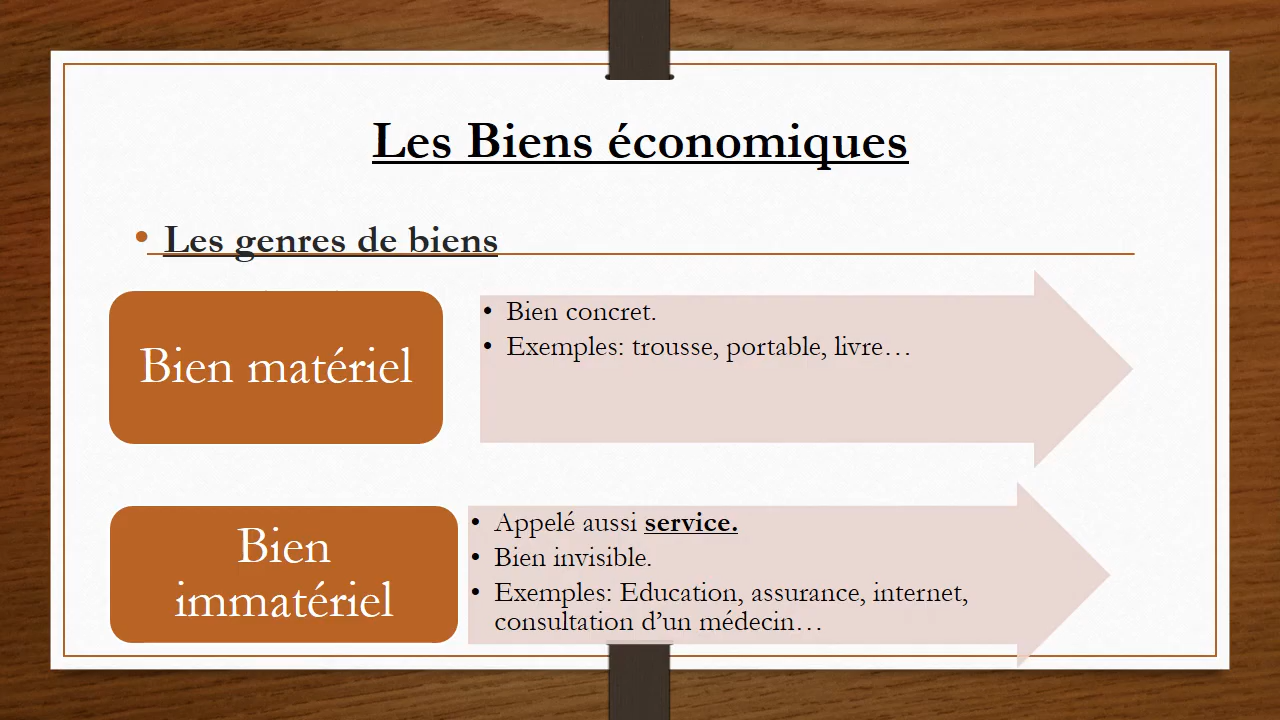 Les Biens économiques
• Les genres de biens
Bien matériel
• Bien concret.
• Exemples: trousse, portable, livre…
Bien
immatériel
• Appelé aussi service.
• Bien invisible.
• Exemples: Education, assurance, internet,
consultation d’un médecin…